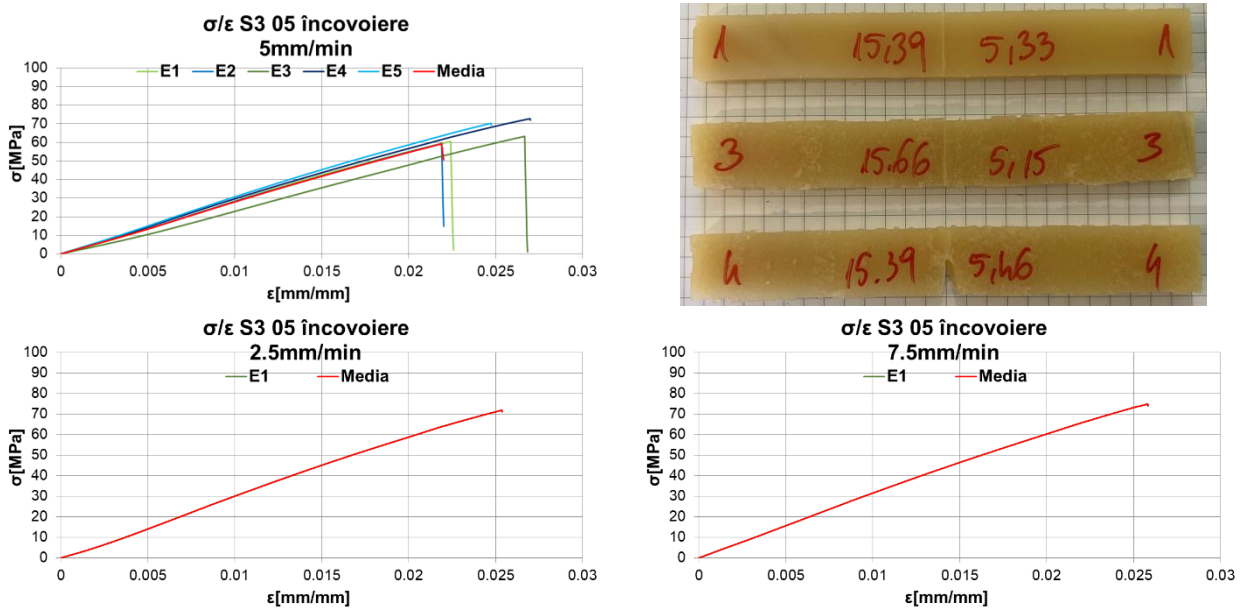 σ/ε S3 05 încovoiere
5mm/min
E1 E2 E3 E4 E5 Media
σ[MPa]
100
90
80
70
60
50
40
30
20
10
0
0 0.005 0.01 0.015 0.02 0.025 0.03
ε[mm/mm]
1 15,39 5,33 1
3 15.66 5,15 3
4 15.39 5,46 4
σ/ε S3 05 încovoiere
2.5mm/min
E1 Media
σ[MPa]
100
90
80
70
60
50
40
30
20
10
0
0 0.005 0.01 0.015 0.02 0.025 0.03
ε[mm/mm]
σ/ε S3 05 încovoiere
7.5mm/min
E1 Media
σ[MPa]
100
90
80
70
60
50
40
30
20
10
0
0 0.005 0.01 0.015 0.02 0.025 0.03
ε[mm/mm]